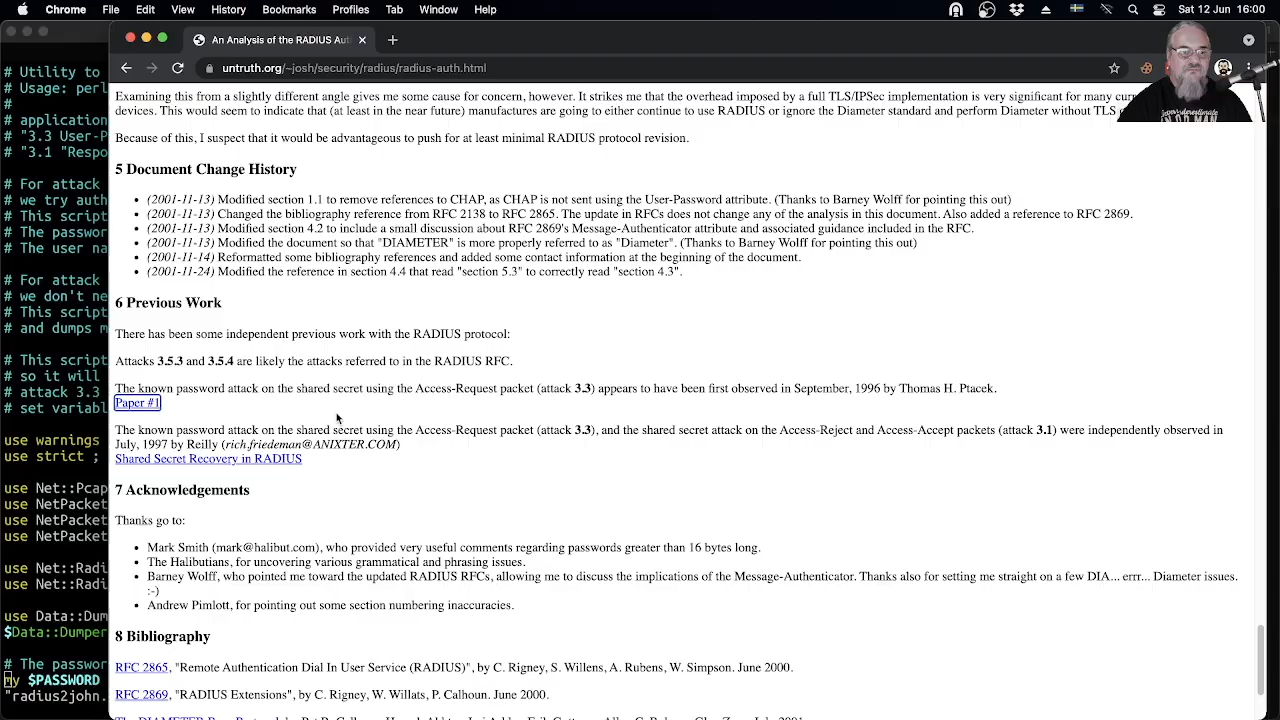 Chrome File Edit View History Bookmarks Profiles Tab Window Help Sat 12 Jun 16:00
An Analysis of the RADIUS Aut
untruth.org/~josh/security/radius/radius-auth.html
# Utility to
# Usage: perl
#
# application
# "3.3 User-P
# "3.1 "Respo
# For attack
# we try auth
# This script
# The passwor
# The user na
# For attack
# we don't ne
# This script
# and dumps m
# This script
# so it will
# attack 3.3
# set variabl
use warnings
use strict ;
use Net::Pcap
use NetPacket
use NetPacket
use NetPacket
use Net::Radi
use Net::Radi
use Data::Dum
$Data::Dumper
# The passwor
my $PASSWORD
"radius2john.
Examining this from a slightly different angle gives me some cause for concern, however. It strikes me that the overhead imposed by a full TLS/IPSec implementation is very significant for many cur
devices. This would seem to indicate that (at least in the near future) manufactures are going to either continue to use RADIUS or ignore the Diameter standard and perform Diameter without TLS
Because of this, I suspect that it would be advantageous to push for at least minimal RADIUS protocol revision.
5 Document Change History
• (2001-11-13) Modified section 1.1 to remove references to CHAP, as CHAP is not sent using the User-Password attribute. (Thanks to Barney Wolff for pointing this out)
• (2001-11-13) Changed the bibliography reference from RFC 2138 to RFC 2865. The update in RFCs does not change any of the analysis in this document. Also added a reference to RFC 2869.
• (2001-11-13) Modified section 4.2 to include a small discussion about RFC 2869's Message-Authenticator attribute and associated guidance included in the RFC.
• (2001-11-13) Modified the document so that "DIAMETER" is more properly referred to as "Diameter". (Thanks to Barney Wolff for pointing this out)
• (2001-11-14) Reformatted some bibliography references and added some contact information at the beginning of the document.
• (2001-11-24) Modified the reference in section 4.4 that read "section 5.3" to correctly read "section 4.3".
6 Previous Work
There has been some independent previous work with the RADIUS protocol:
Attacks 3.5.3 and 3.5.4 are likely the attacks referred to in the RADIUS RFC.
The known password attack on the shared secret using the Access-Request packet (attack 3.3) appears to have been first observed in September, 1996 by Thomas H. Ptacek.
Paper #1
The known password attack on the shared secret using the Access-Request packet (attack 3.3), and the shared secret attack on the Access-Reject and Access-Accept packets (attack 3.1) were independently observed in
July, 1997 by Reilly (rich.friedeman@ANIXTER.COM)
Shared Secret Recovery in RADIUS
7 Acknowledgements
Thanks go to:
• Mark Smith (mark@halibut.com), who provided very useful comments regarding passwords greater than 16 bytes long.
• The Halibutians, for uncovering various grammatical and phrasing issues.
• Barney Wolff, who pointed me toward the updated RADIUS RFCs, allowing me to discuss the implications of the Message-Authenticator. Thanks also for setting me straight on a few DIA... errr... Diameter issues.
:-)
• Andrew Pimlott, for pointing out some section numbering inaccuracies.
8 Bibliography
RFC 2865, "Remote Authentication Dial In User Service (RADIUS)", by C. Rigney, S. Willens, A. Rubens, W. Simpson. June 2000.
RFC 2869, "RADIUS Extensions", by C. Rigney, W. Willats, P. Calhoun. June 2000.